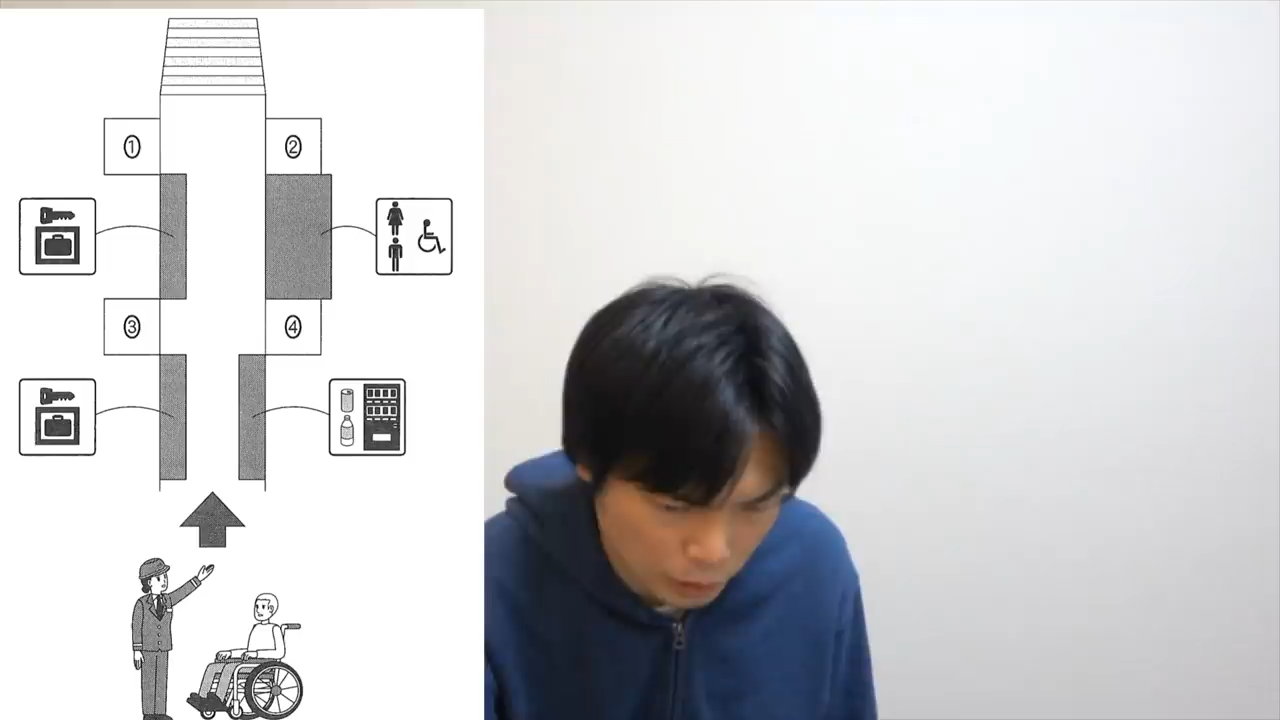 ① ②
③ ④